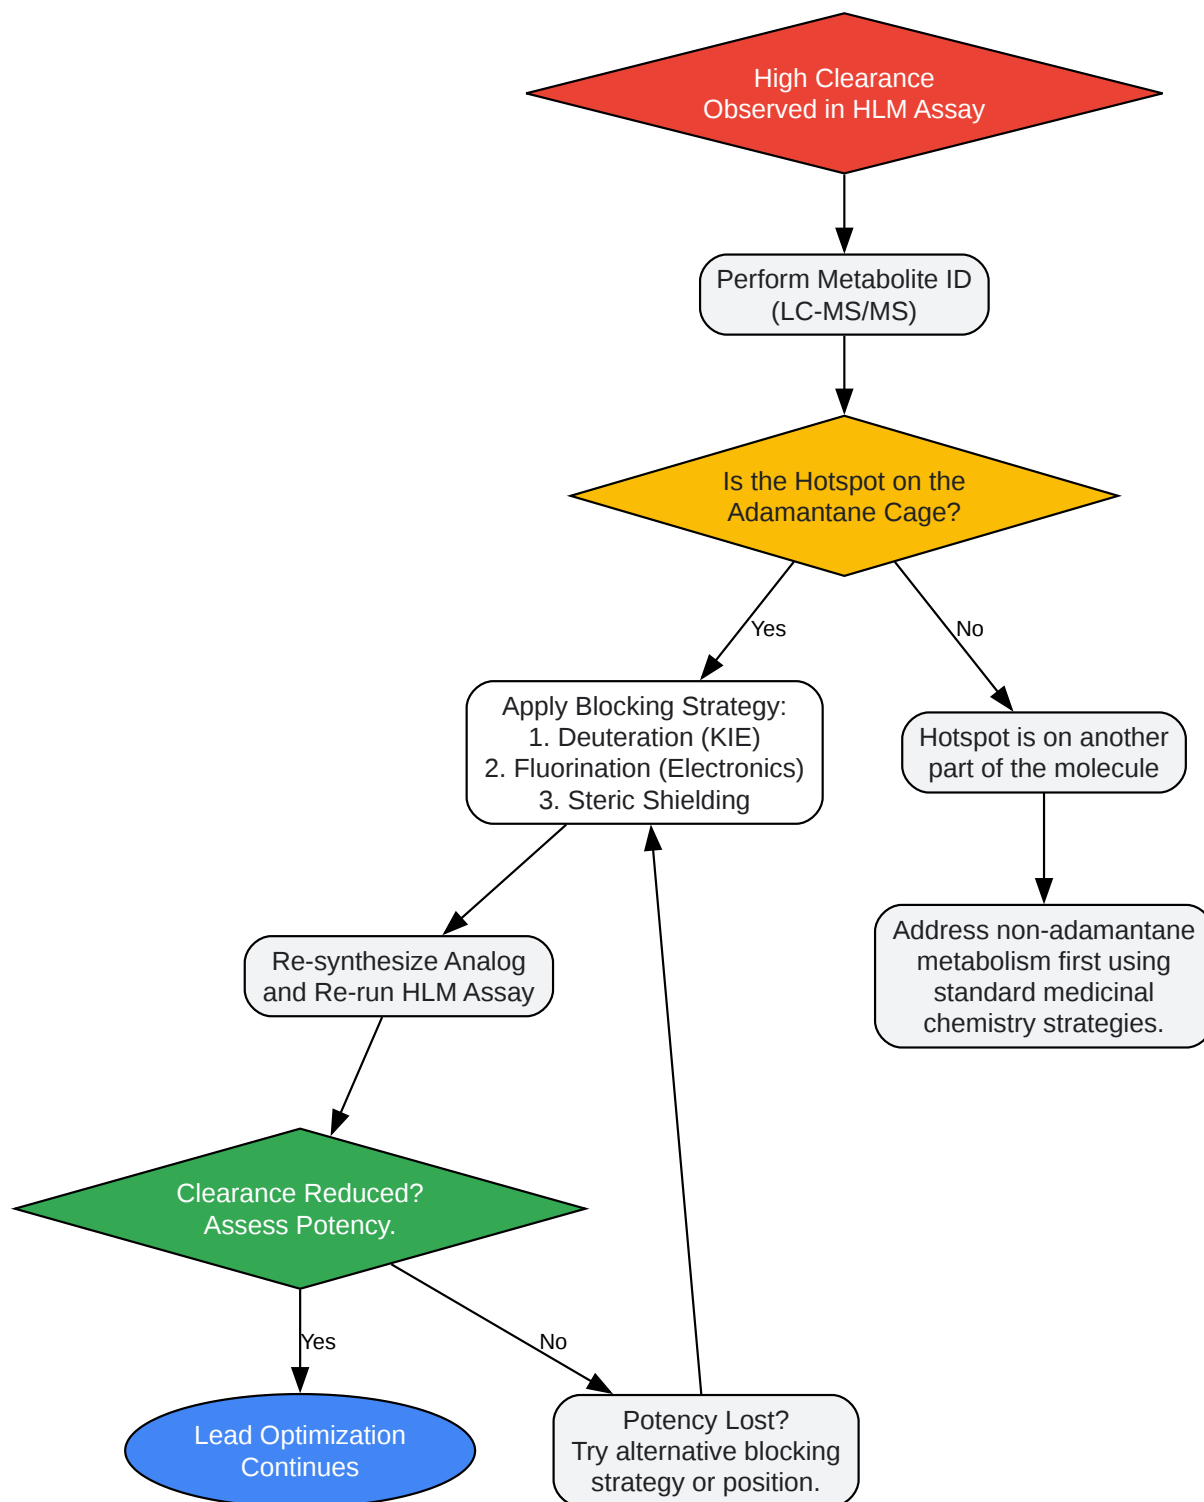 High Clearance
Observed in HLM Assay
Perform Metabolite ID
(LC-MS/MS)
Is the Hotspot on the
Adamantane Cage?
Yes
No
Apply Blocking Strategy:
1. Deuteration (KIE)
2. Fluorination (Electronics)
3. Steric Shielding
Hotspot is on another
part of the molecule
Address non-adamantane
metabolism first using
standard medicinal
chemistry strategies.
Re-synthesize Analog
and Re-run HLM Assay
Clearance Reduced?
Assess Potency.
Yes
No
Lead Optimization
Continues
Potency Lost?
Try alternative blocking
strategy or position.